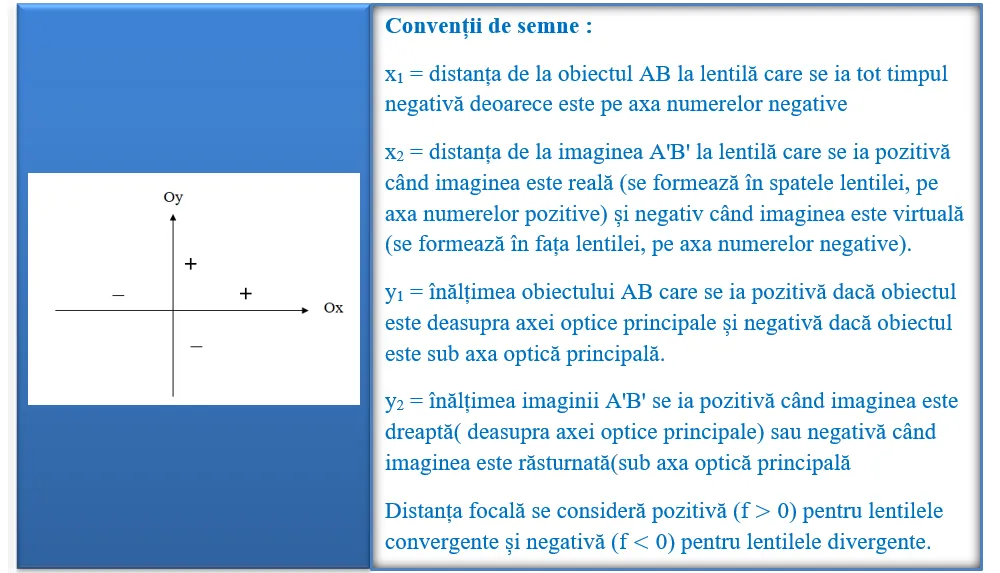 Oy
+
–
+
Ox
–
Convenții de semne :
x₁ = distanța de la obiectul AB la lentilă care se ia tot timpul
negativă deoarece este pe axa numerelor negative
x₂ = distanța de la imaginea A'B' la lentilă care se ia pozitivă
când imaginea este reală (se formează în spatele lentilei, pe
axa numerelor pozitive) și negativ când imaginea este virtuală
(se formează în fața lentilei, pe axa numerelor negative).
y₁ = înălțimea obiectului AB care se ia pozitivă dacă obiectul
este deasupra axei optice principale și negativă dacă obiectul
este sub axa optică principală.
y₂ = înălțimea imaginii A'B' se ia pozitivă când imaginea este
dreaptă( deasupra axei optice principale) sau negativă când
imaginea este răsturnată(sub axa optică principală
Distanța focală se consideră pozitivă (f > 0) pentru lentilele
convergente și negativă (f < 0) pentru lentilele divergente.